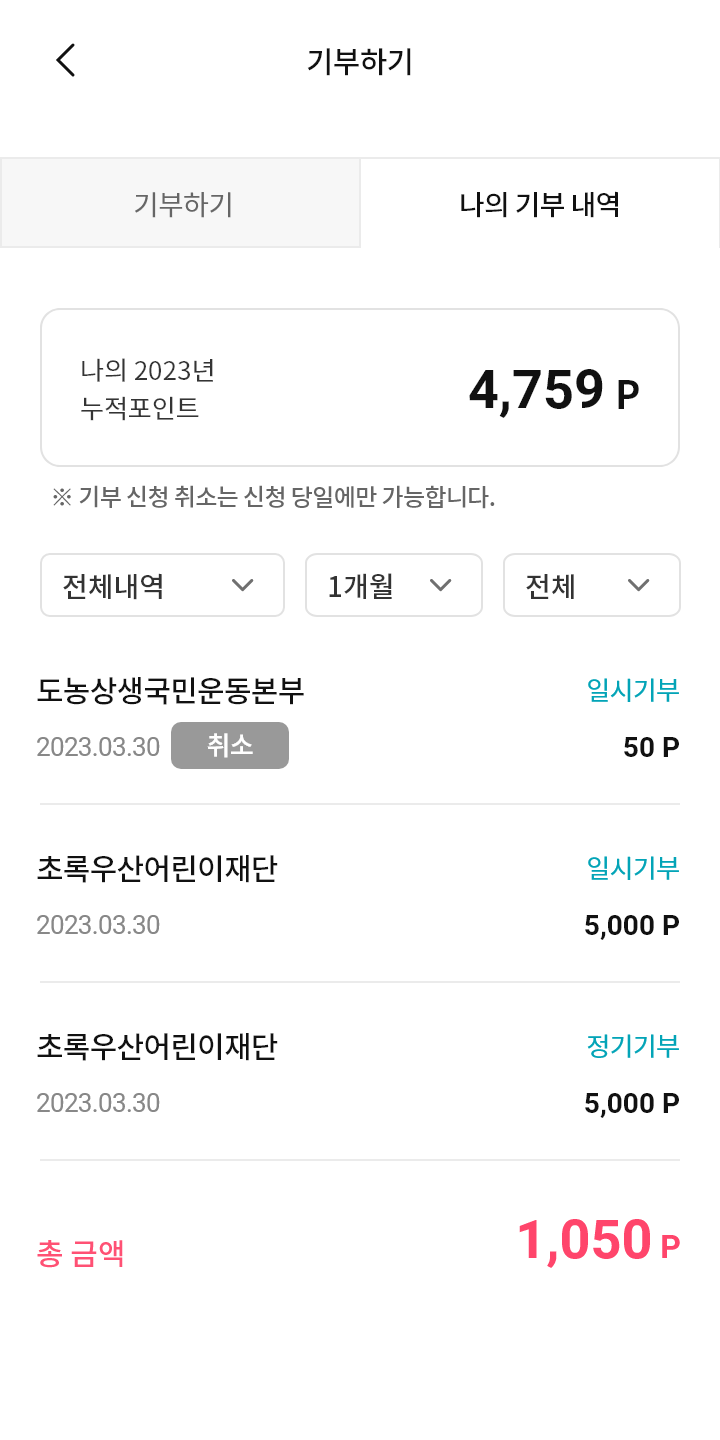 기부하기
기부하기
나의 기부 내역
나의 2023년
누적포인트
4,759 P
※ 기부 신청 취소는 신청 당일에만 가능합니다.
전체내역
1개월
전체
도농상생국민운동본부
일시기부
2023.03.30
취소
50 P
초록우산어린이재단
일시기부
2023.03.30
5,000 P
초록우산어린이재단
정기기부
2023.03.30
5,000 P
총 금액
1,050 P